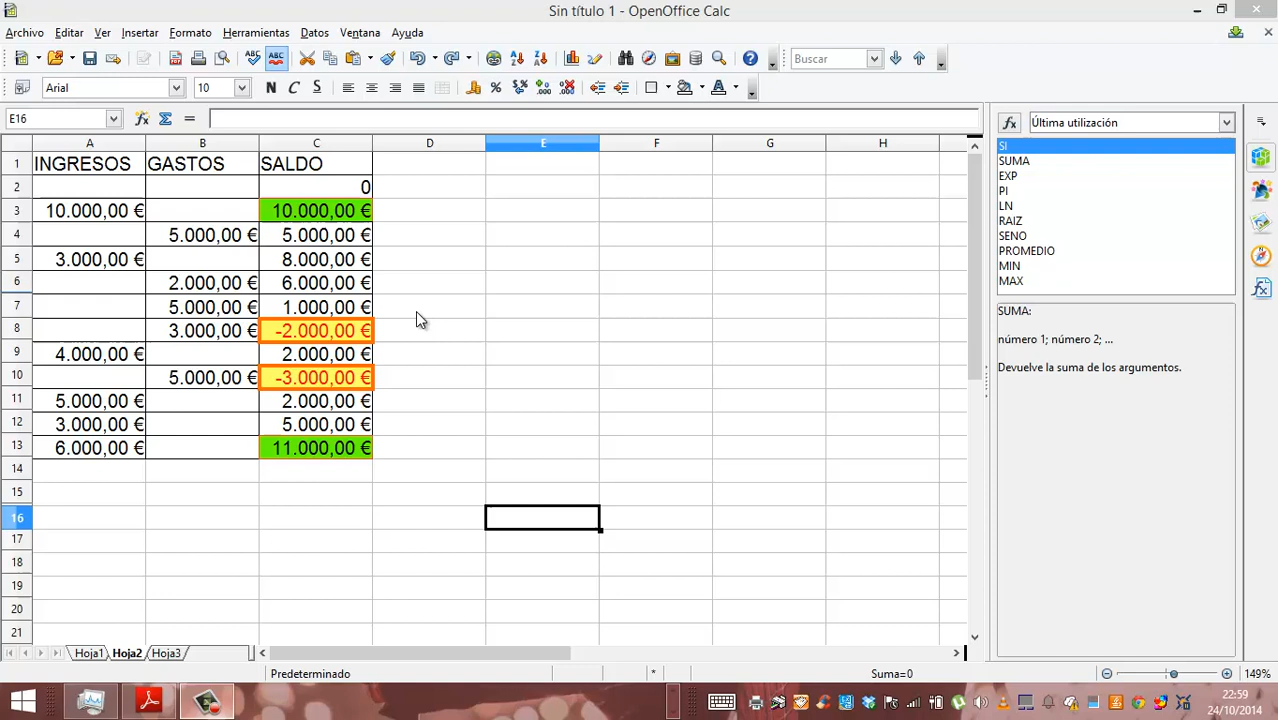 Sin título 1 - OpenOffice Calc
Archivo Editar Ver Insertar Formato Herramientas Datos Ventana Ayuda
Buscar
Arial 10 N C S
E16
Última utilización
A B C D E F G H
1 INGRESOS GASTOS SALDO
2 0
3 10.000,00 € 10.000,00 €
4 5.000,00 € 5.000,00 €
5 3.000,00 € 8.000,00 €
6 2.000,00 € 6.000,00 €
7 5.000,00 € 1.000,00 €
8 3.000,00 € -2.000,00 €
9 4.000,00 € 2.000,00 €
10 5.000,00 € -3.000,00 €
11 5.000,00 € 2.000,00 €
12 3.000,00 € 5.000,00 €
13 6.000,00 € 11.000,00 €
14
15
16
17
18
19
20
21
SI
SUMA
EXP
PI
LN
RAIZ
SENO
PROMEDIO
MIN
MAX
SUMA:
número 1; número 2; ...
Devuelve la suma de los argumentos.
Hoja1 Hoja2 Hoja3
Predeterminado * Suma=0 149%
22:59
24/10/2014